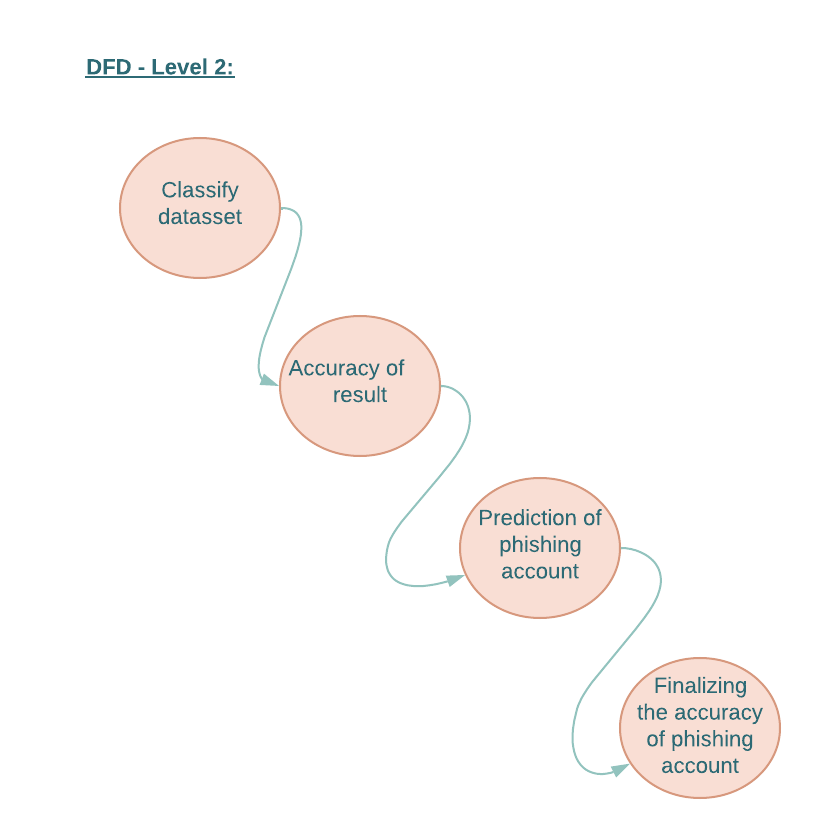 DFD - Level 2:
Classify
datasset
Accuracy of
result
Prediction of
phishing
account
Finalizing
the accuracy
of phishing
account